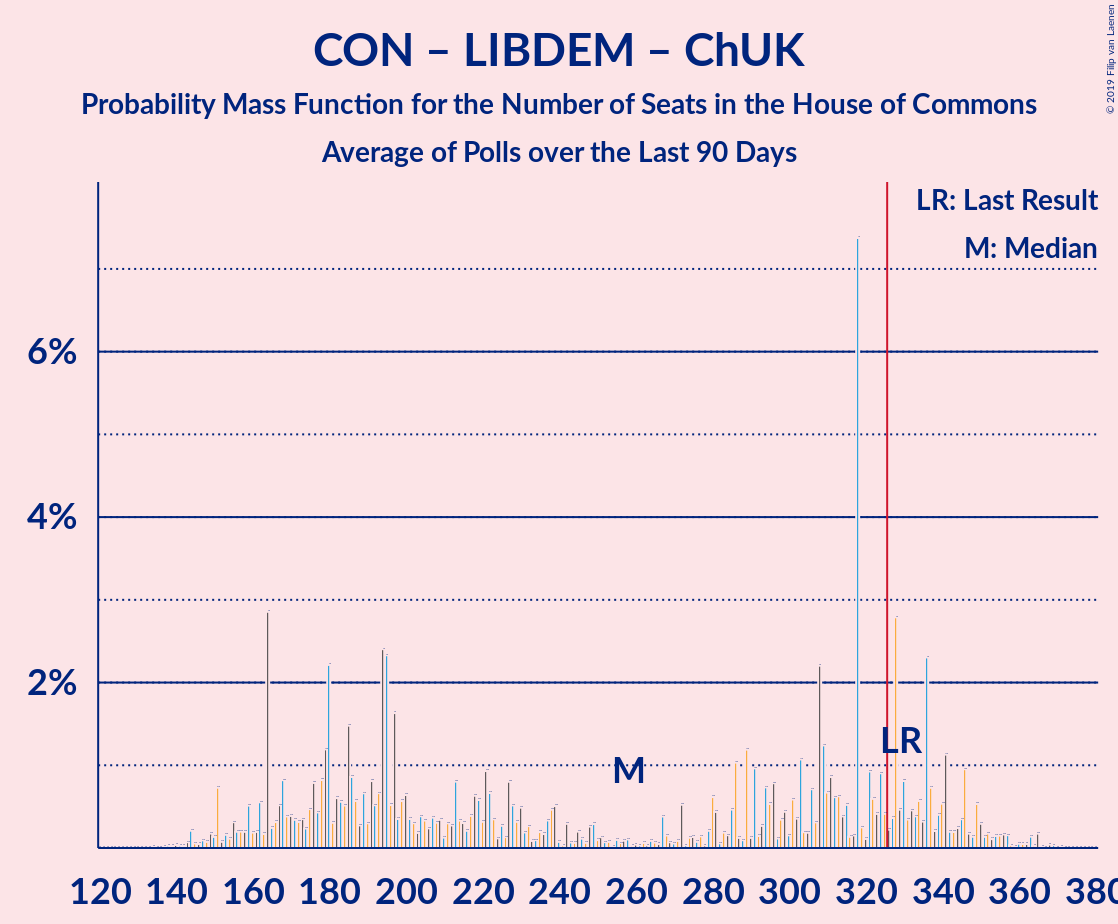 CON – LIBDEM – ChUK
Probability Mass Function for the Number of Seats in the House of Commons
Average of Polls over the Last 90 Days
© 2019 Filip van Laenen
LR: Last Result
M: Median
6%
4%
2%
LR
M
120 140 160 180 200 220 240 260 280 300 320 340 360 380